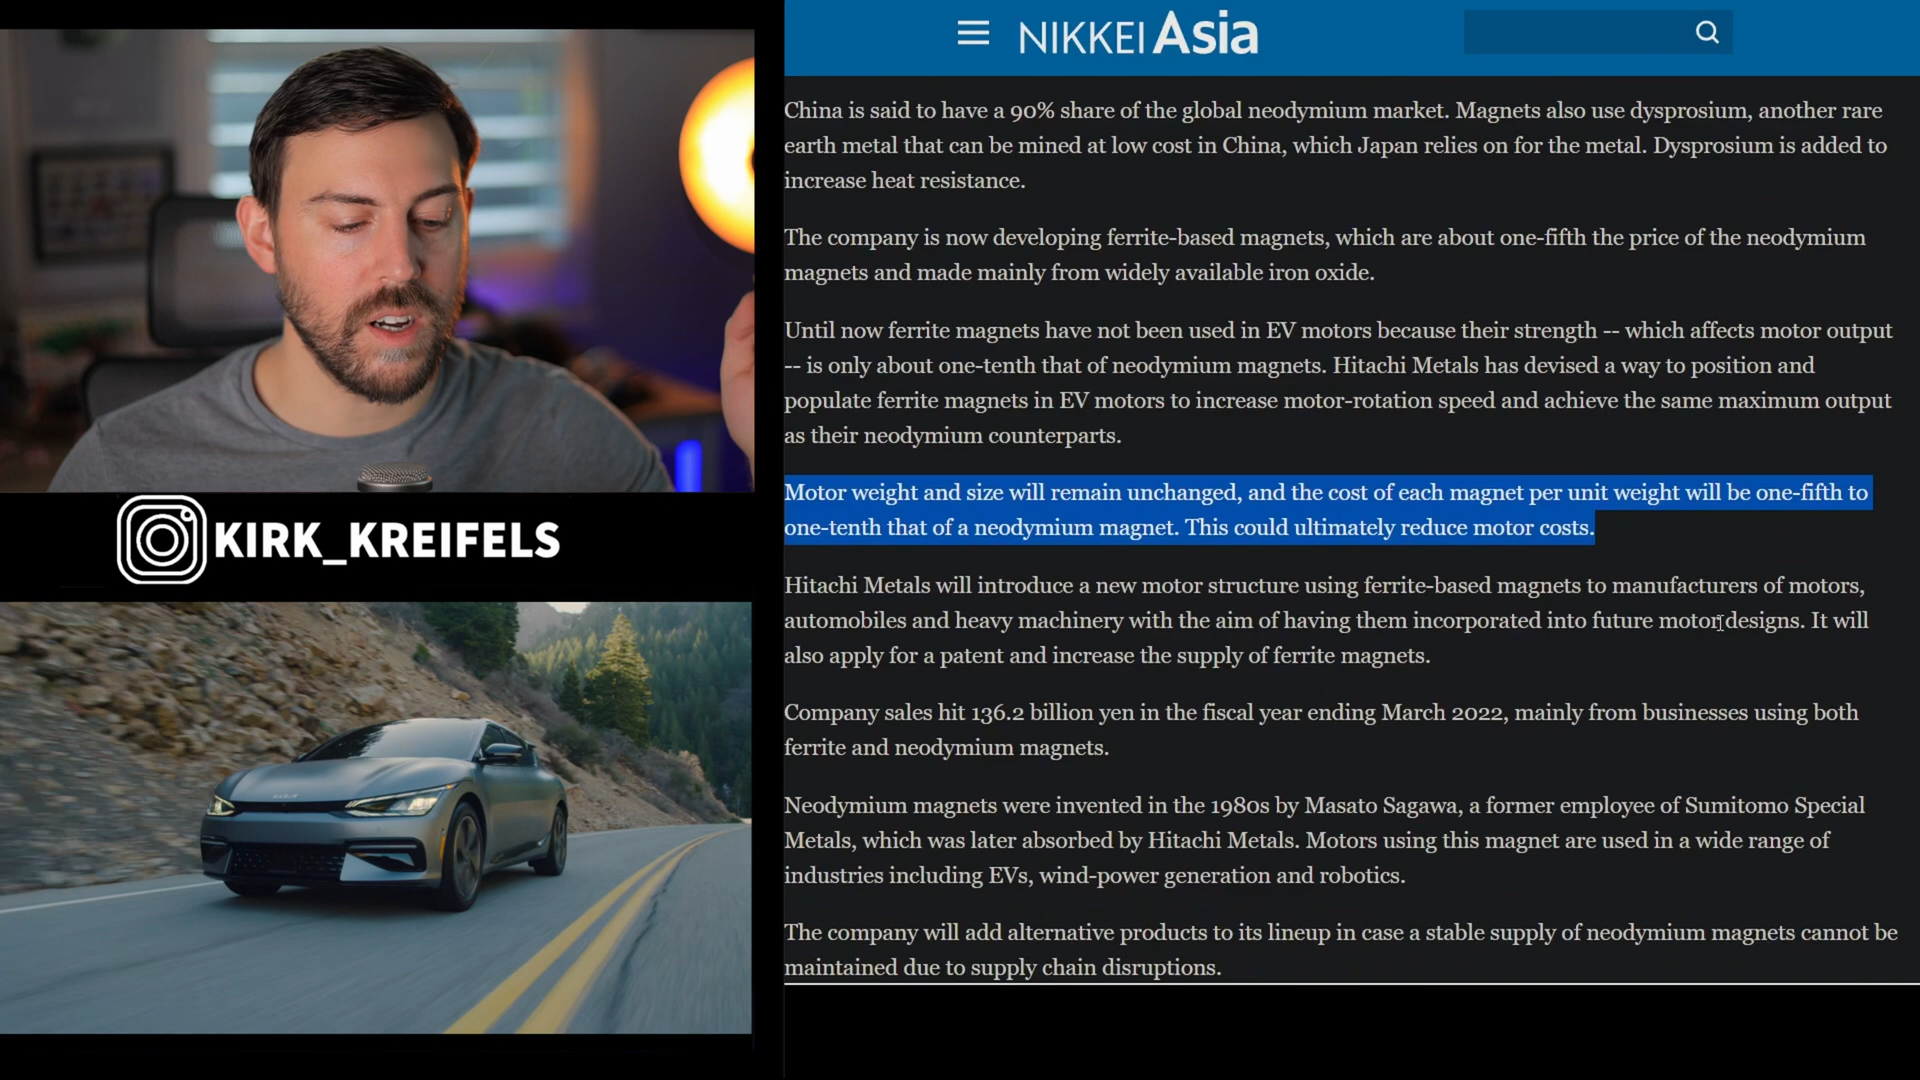 NIKKEI Asia
China is said to have a 90% share of the global neodymium market. Magnets also use dysprosium, another rare
earth metal that can be mined at low cost in China, which Japan relies on for the metal. Dysprosium is added to
increase heat resistance.
The company is now developing ferrite-based magnets, which are about one-fifth the price of the neodymium
magnets and made mainly from widely available iron oxide.
Until now ferrite magnets have not been used in EV motors because their strength -- which affects motor output
-- is only about one-tenth that of neodymium magnets. Hitachi Metals has devised a way to position and
populate ferrite magnets in EV motors to increase motor-rotation speed and achieve the same maximum output
as their neodymium counterparts.
Motor weight and size will remain unchanged, and the cost of each magnet per unit weight will be one-fifth to
one-tenth that of a neodymium magnet. This could ultimately reduce motor costs.
Hitachi Metals will introduce a new motor structure using ferrite-based magnets to manufacturers of motors,
automobiles and heavy machinery with the aim of having them incorporated into future motor designs. It will
also apply for a patent and increase the supply of ferrite magnets.
Company sales hit 136.2 billion yen in the fiscal year ending March 2022, mainly from businesses using both
ferrite and neodymium magnets.
Neodymium magnets were invented in the 1980s by Masato Sagawa, a former employee of Sumitomo Special
Metals, which was later absorbed by Hitachi Metals. Motors using this magnet are used in a wide range of
industries including EVs, wind-power generation and robotics.
The company will add alternative products to its lineup in case a stable supply of neodymium magnets cannot be
maintained due to supply chain disruptions.
KIRK_KREIFELS